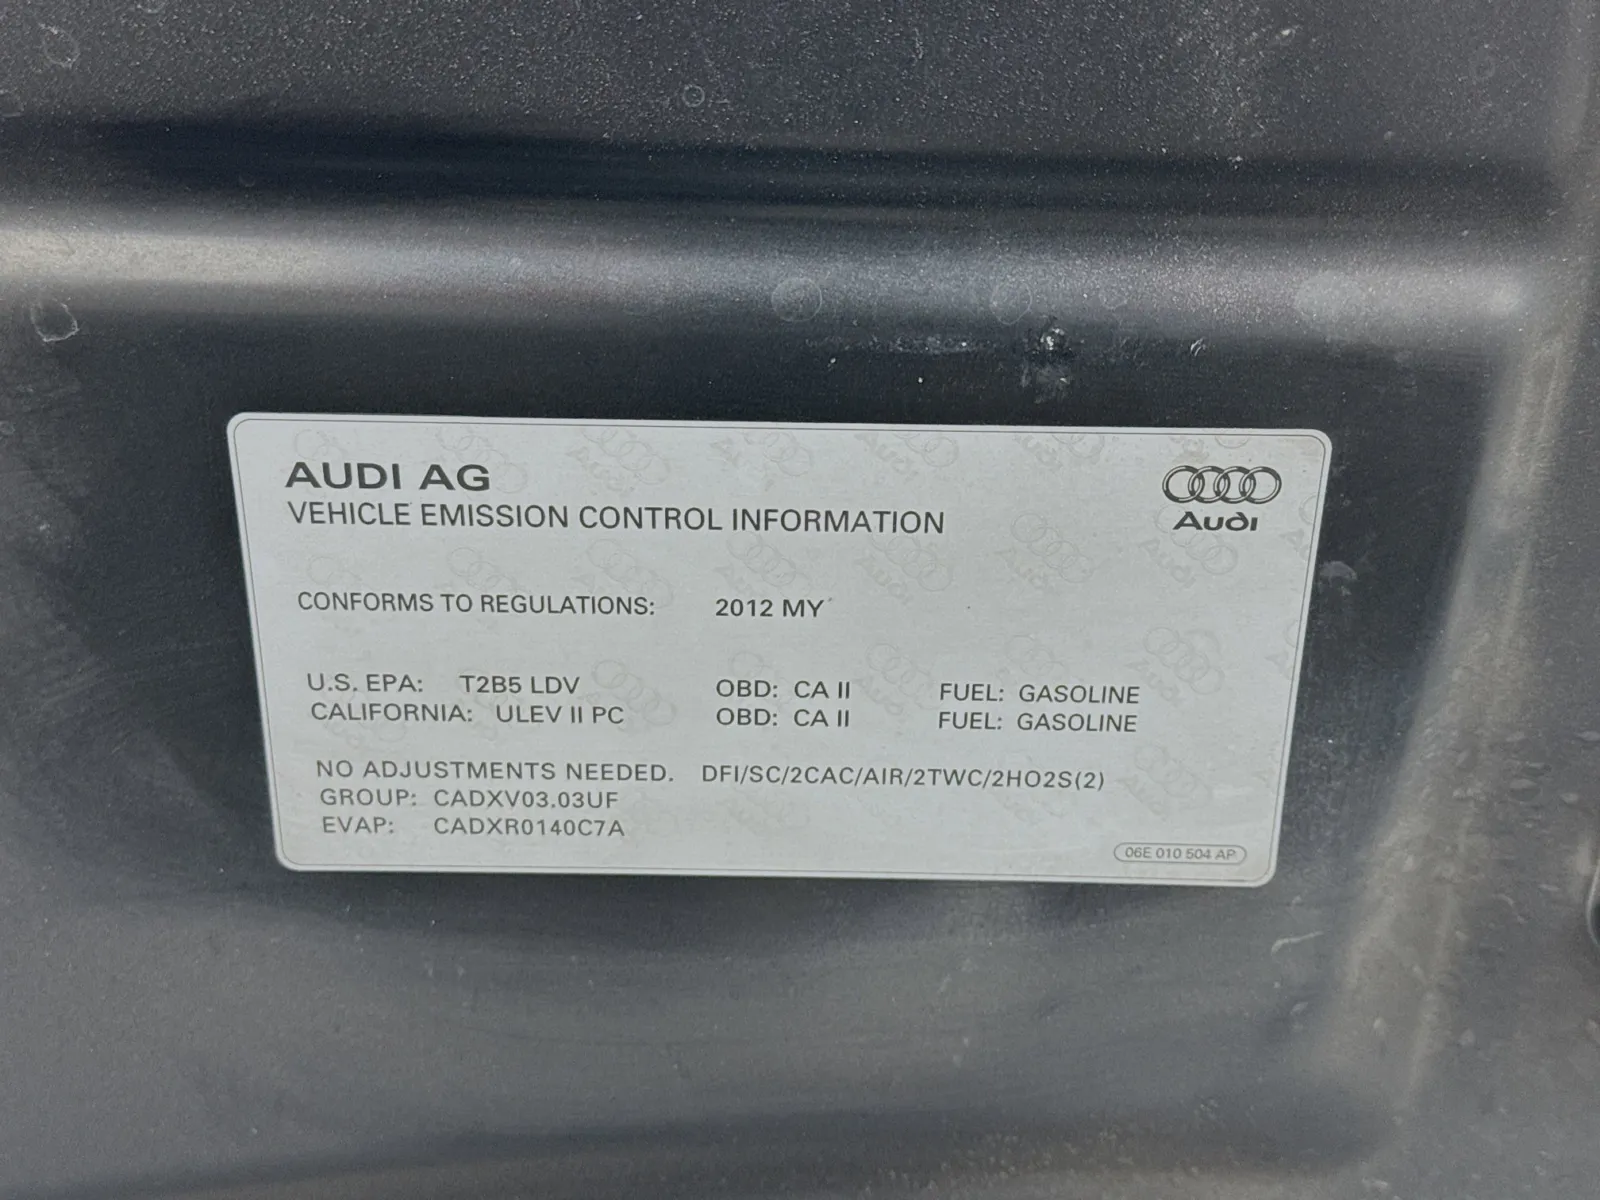 AUDI AG
Audi
VEHICLE EMISSION CONTROL INFORMATION
CONFORMS TO REGULATIONS: 2012 MY
U.S. EPA: T2B5 LDV OBD: CA II FUEL: GASOLINE
CALIFORNIA: ULEV II PC OBD: CA II FUEL: GASOLINE
NO ADJUSTMENTS NEEDED. DFI/SC/2CAC/AIR/2TWC/2HO2S(2)
GROUP: CADXV03.03UF
EVAP: CADXR0140C7A
06E 010 504 AP